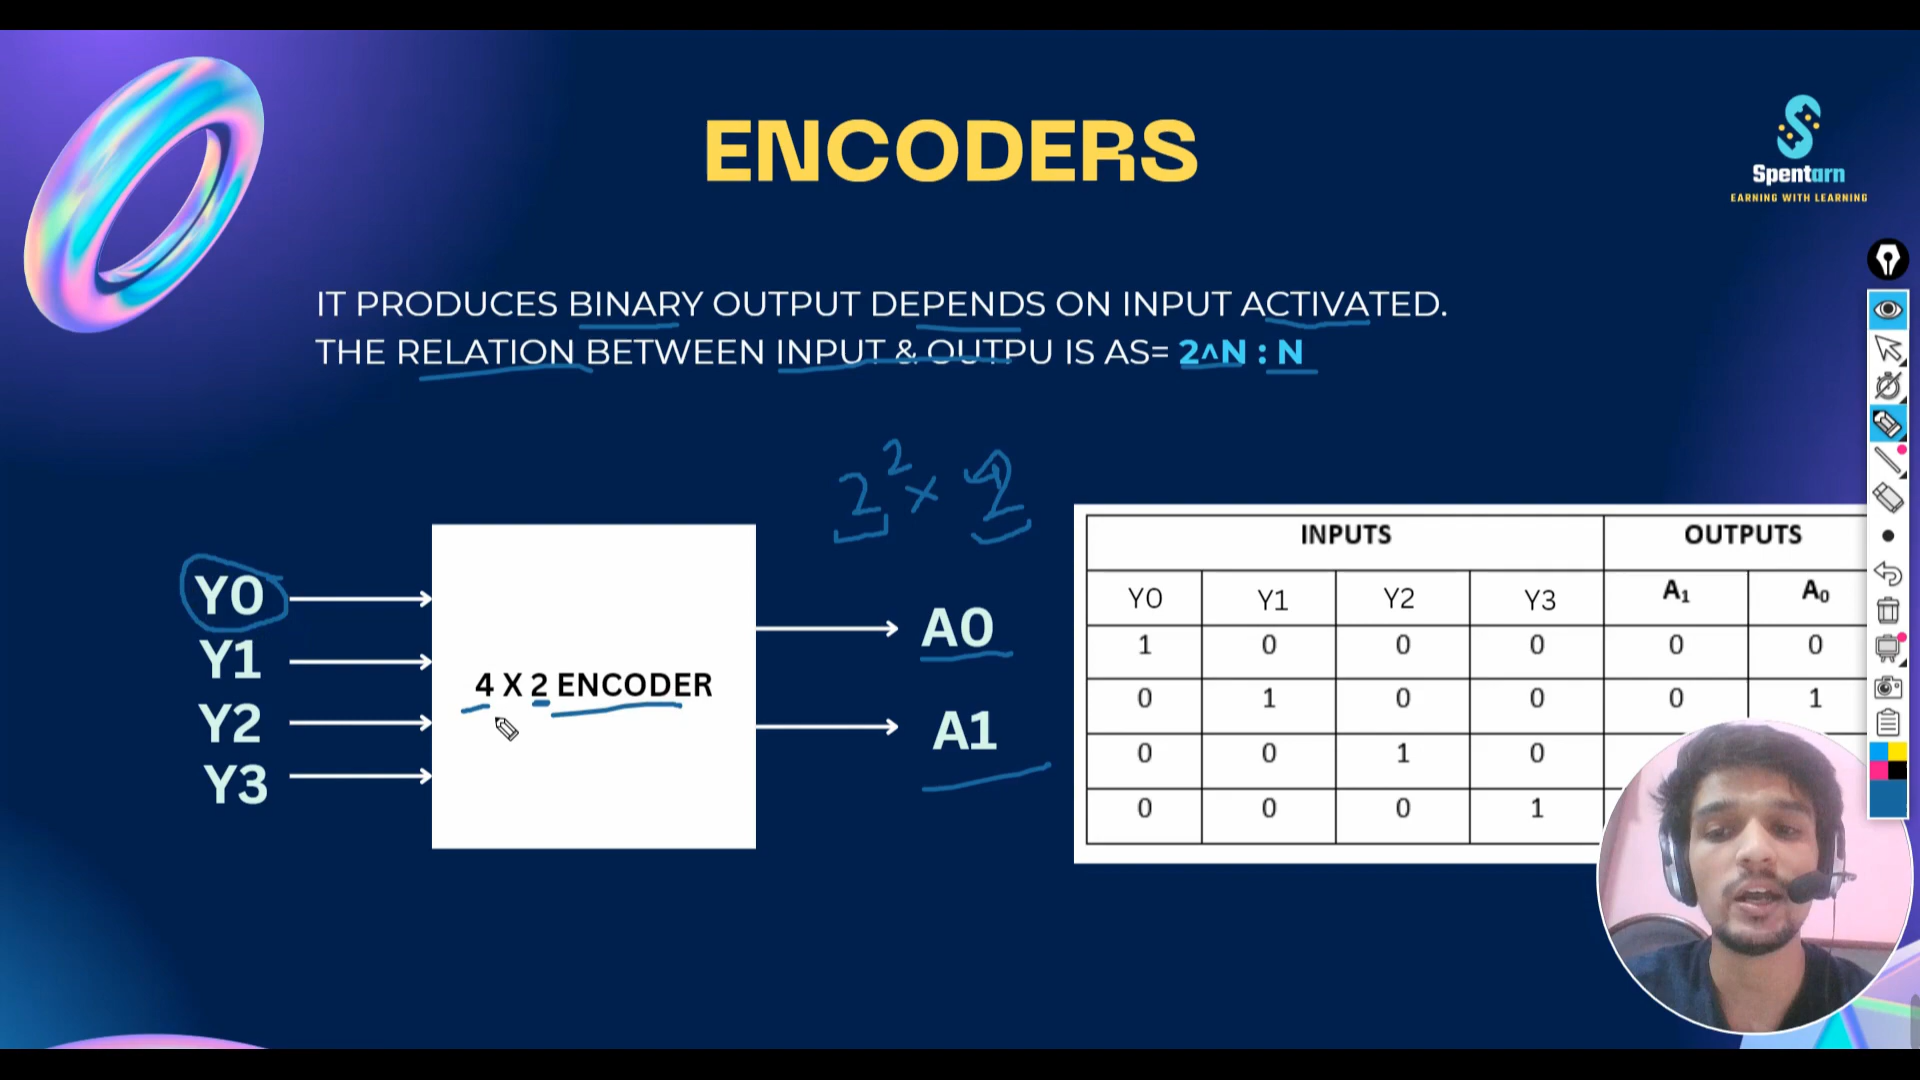 ENCODERS
Spentarn
EARNING WITH LEARNING
IT PRODUCES BINARY OUTPUT DEPENDS ON INPUT ACTIVATED.
THE RELATION BETWEEN INPUT & OUTPU IS AS= 2^N : N
2² × 2
Y0
Y1
Y2
Y3
4 X 2 ENCODER
A0
A1
INPUTS OUTPUTS
Y0 Y1 Y2 Y3 A₁ A₀
1 0 0 0 0 0
0 1 0 0 0 1
0 0 1 0
0 0 0 1